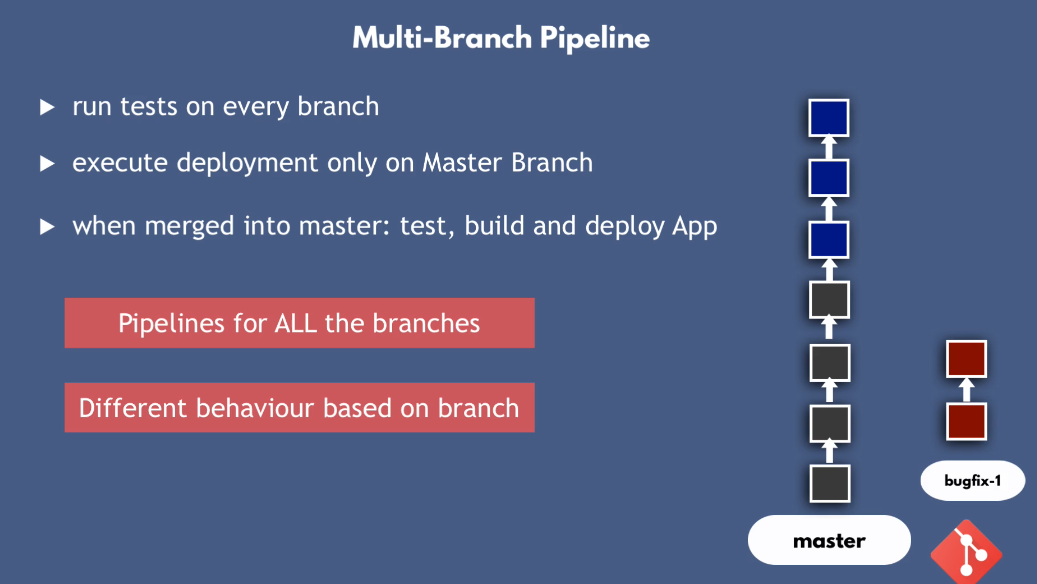 Multi-Branch Pipeline
run tests on every branch
execute deployment only on Master Branch
when merged into master: test, build and deploy App
Pipelines for ALL the branches
Different behaviour based on branch
bugfix-1
master